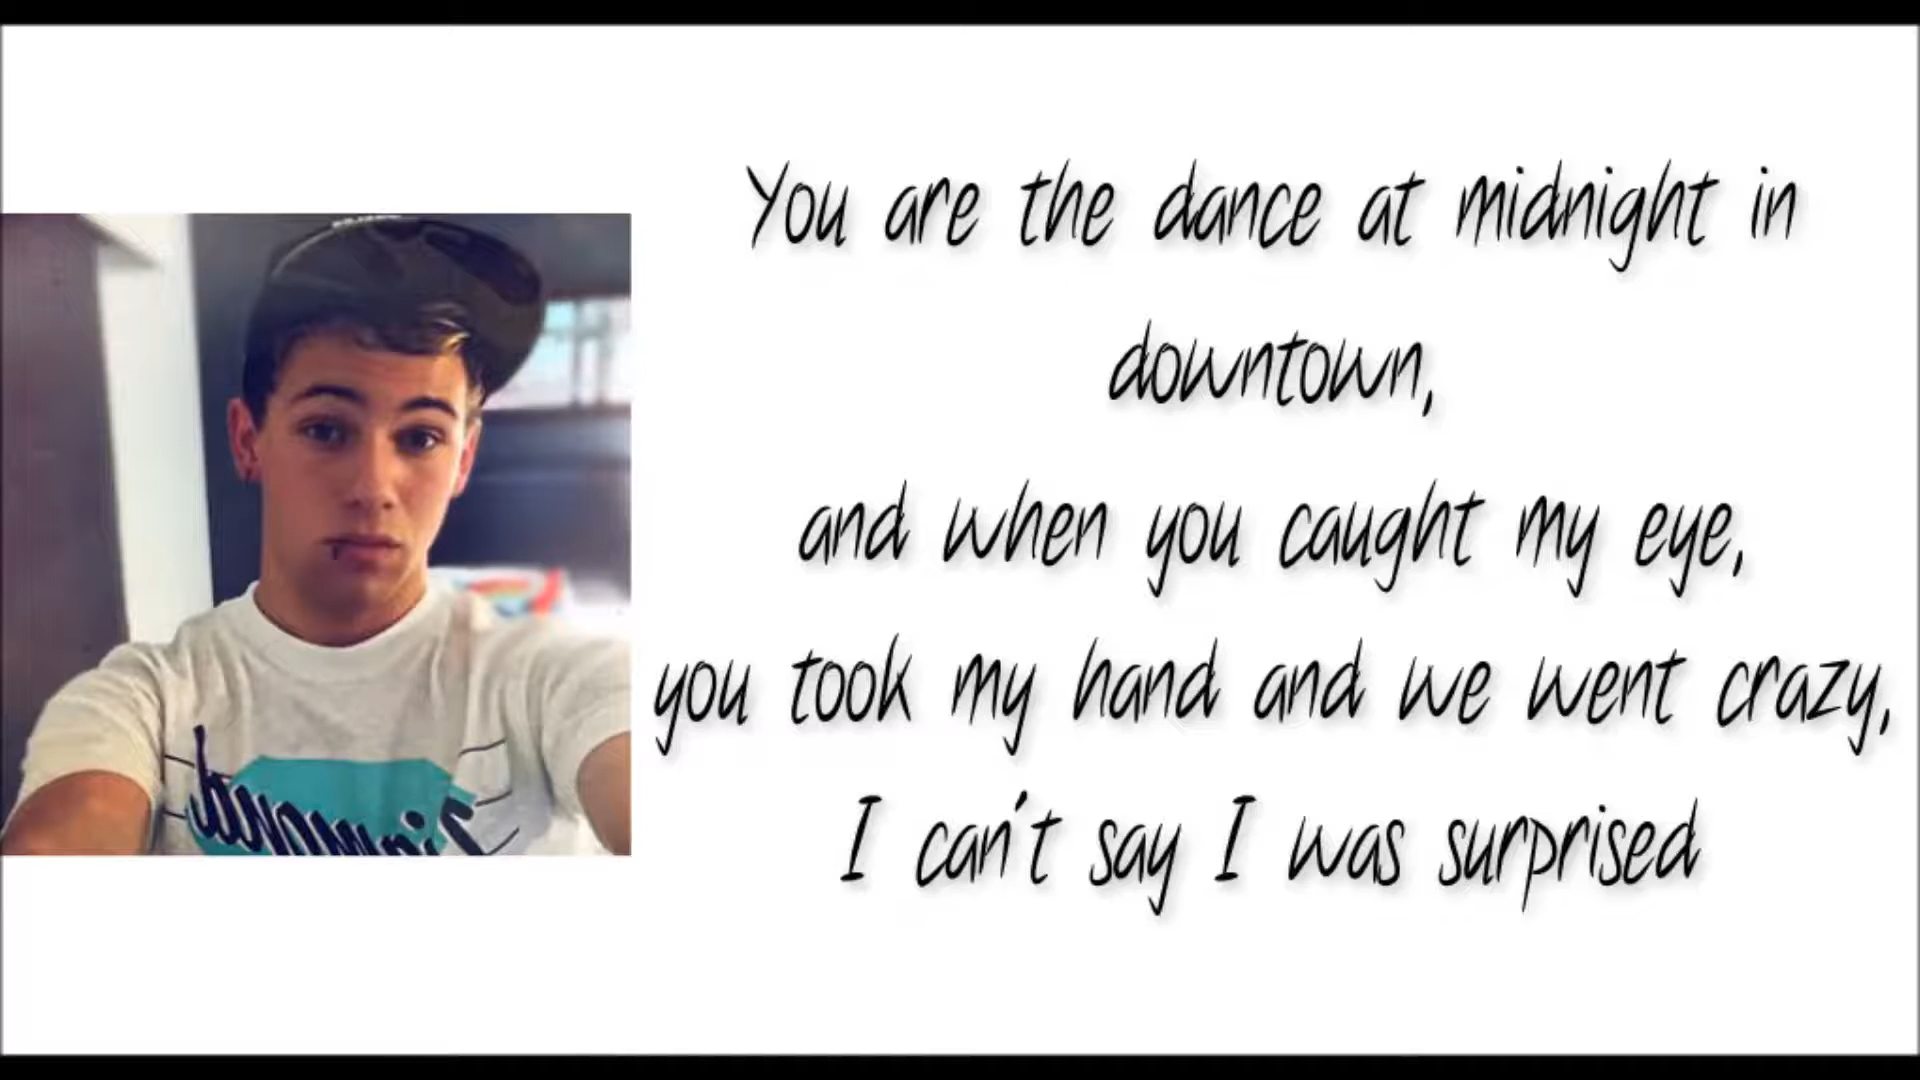 You are the dance at midnight in
downtown,
and when you caught my eye,
you took my hand and we went crazy,
I can't say I was surprised
Diamond